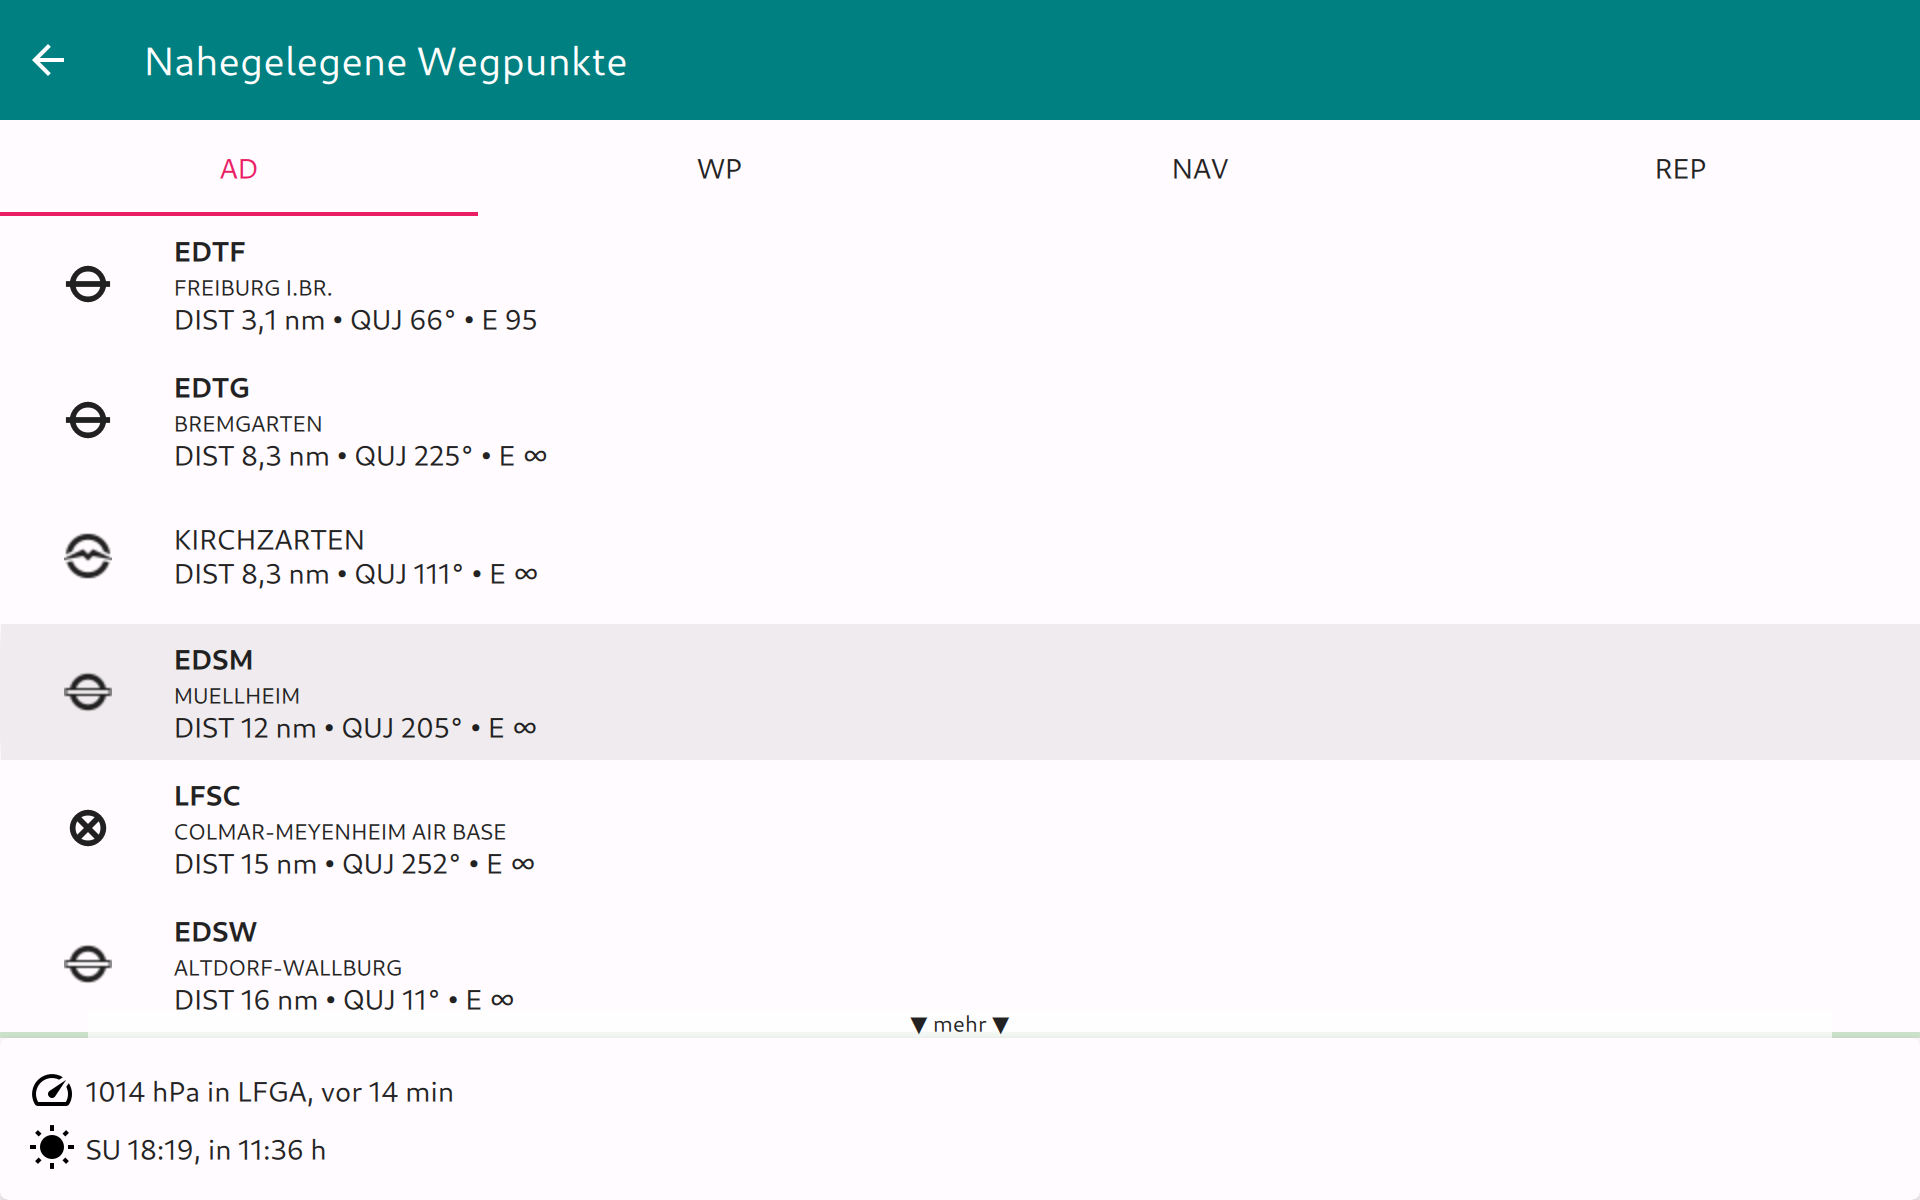 Nahegelegene Wegpunkte
AD
WP
NAV
REP
EDTF
FREIBURG I.BR.
DIST 3,1 nm • QUJ 66° • E 95
EDTG
BREMGARTEN
DIST 8,3 nm • QUJ 225° • E ∞
KIRCHZARTEN
DIST 8,3 nm • QUJ 111° • E ∞
EDSM
MUELLHEIM
DIST 12 nm • QUJ 205° • E ∞
LFSC
COLMAR-MEYENHEIM AIR BASE
DIST 15 nm • QUJ 252° • E ∞
EDSW
ALTDORF-WALLBURG
DIST 16 nm • QUJ 11° • E ∞
▼ mehr ▼
1014 hPa in LFGA, vor 14 min
SU 18:19, in 11:36 h